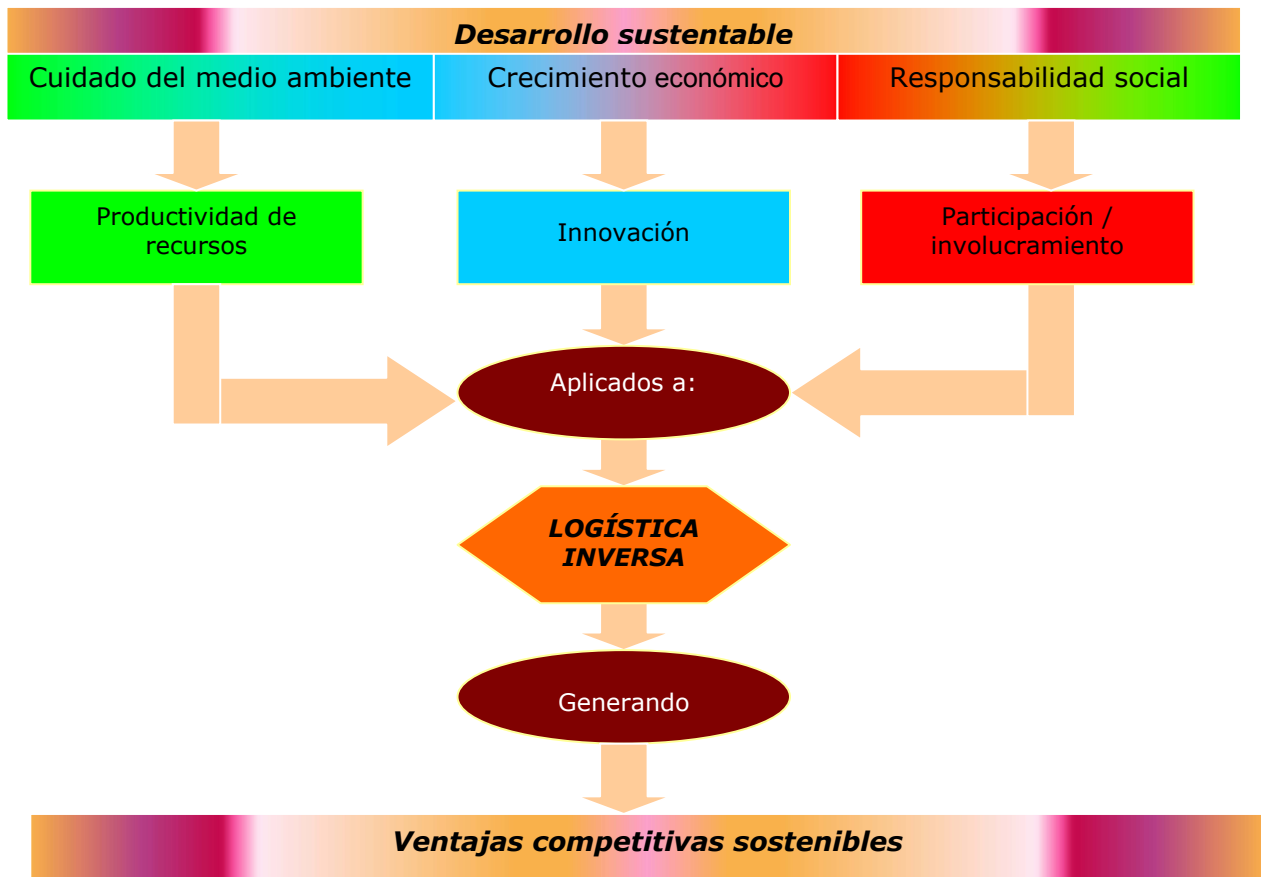 Desarrollo sustentable
Cuidado del medio ambiente
Crecimiento económico
Responsabilidad social
Productividad de
recursos
Innovación
Participación /
involucramiento
Aplicados a:
LOGÍSTICA
INVERSA
Generando
Ventajas competitivas sostenibles